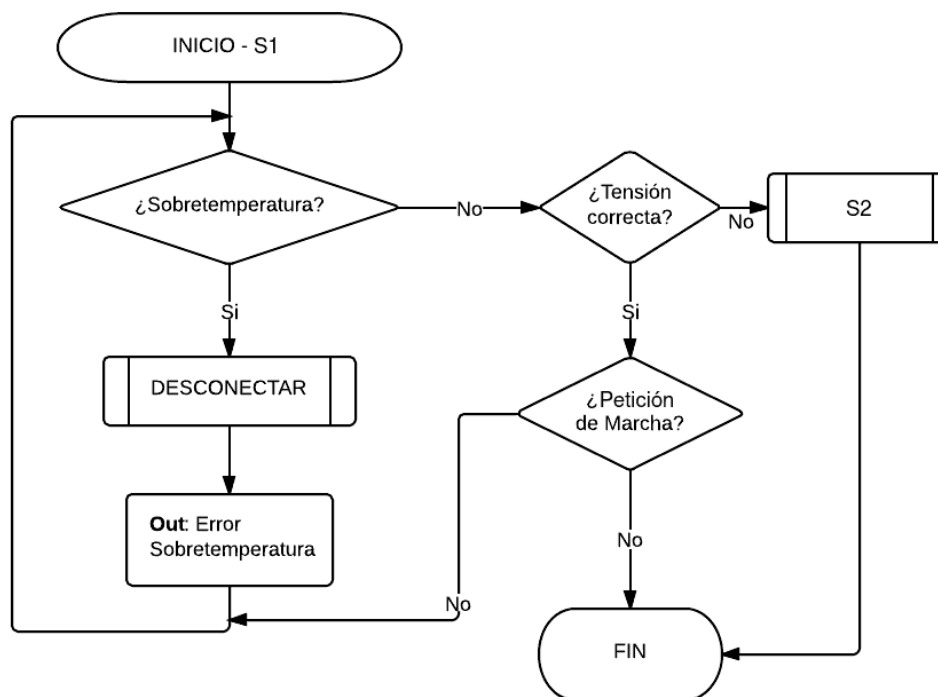 INICIO - S1
¿Sobretemperatura?
No
¿Tensión
correcta?
No
S2
Si
Si
DESCONECTAR
¿Petición
de Marcha?
Out: Error
Sobretemperatura
No
No
FIN